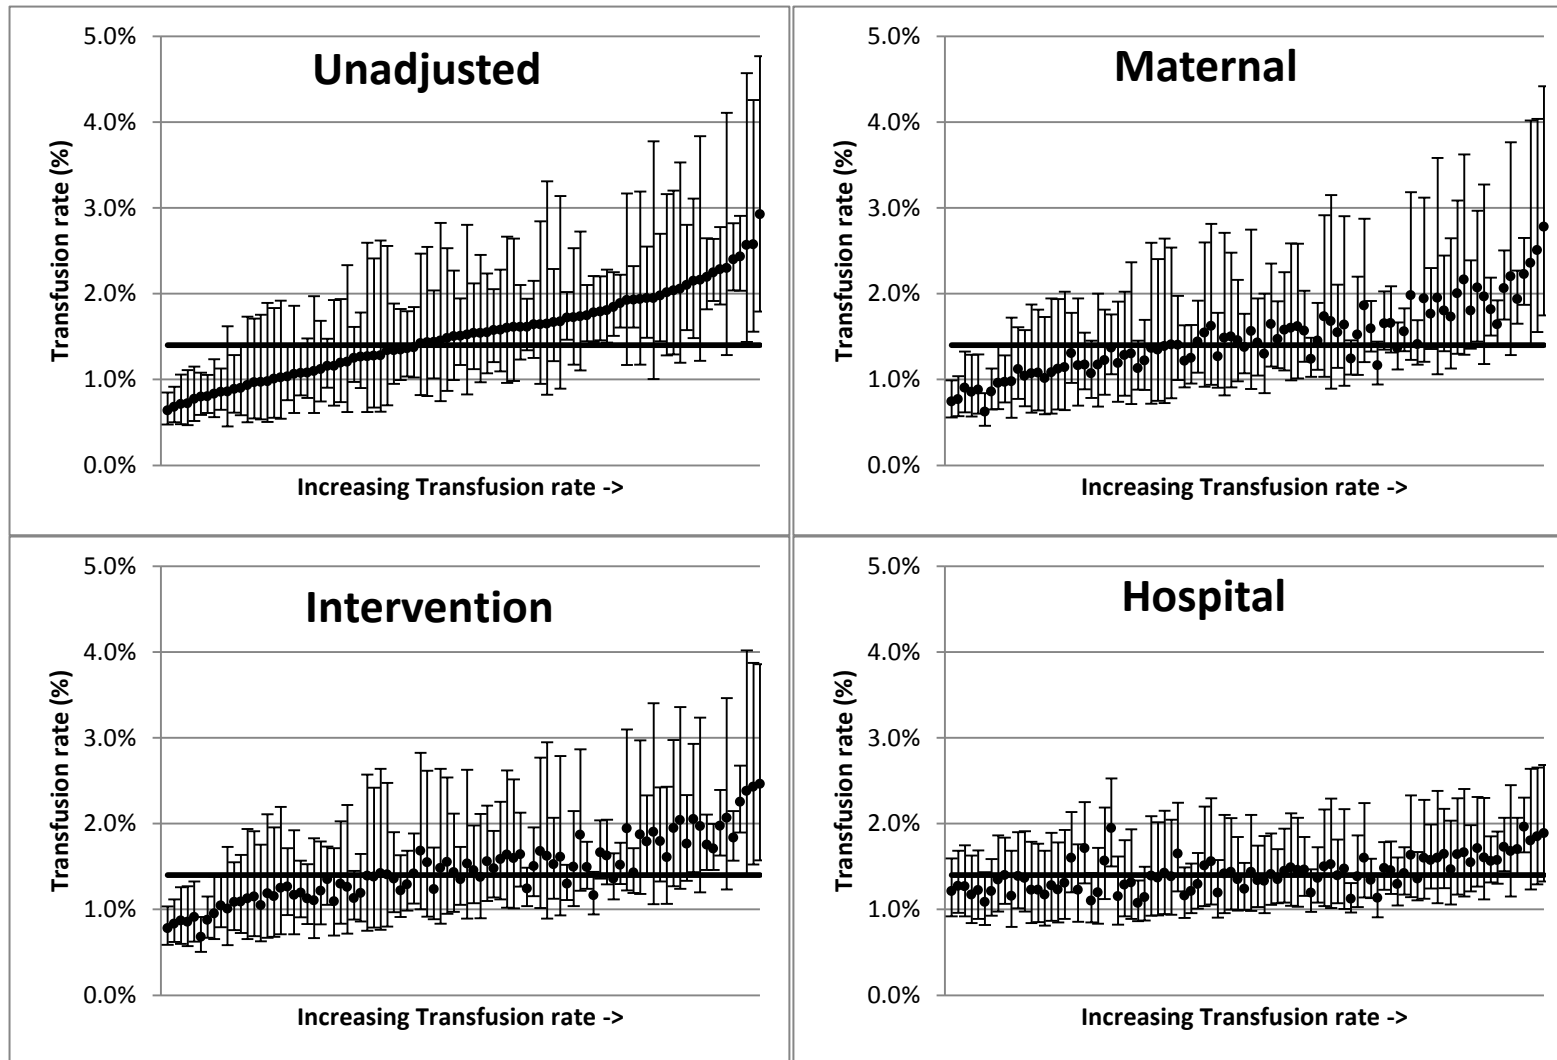 Unadjusted
5.0%
4.0%
3.0%
2.0%
1.0%
0.0%
Transfusion rate (%)
Increasing Transfusion rate ->
Maternal
5.0%
4.0%
3.0%
2.0%
1.0%
0.0%
Transfusion rate (%)
Increasing Transfusion rate ->
Intervention
5.0%
4.0%
3.0%
2.0%
1.0%
0.0%
Transfusion rate (%)
Increasing Transfusion rate ->
Hospital
5.0%
4.0%
3.0%
2.0%
1.0%
0.0%
Transfusion rate (%)
Increasing Transfusion rate ->